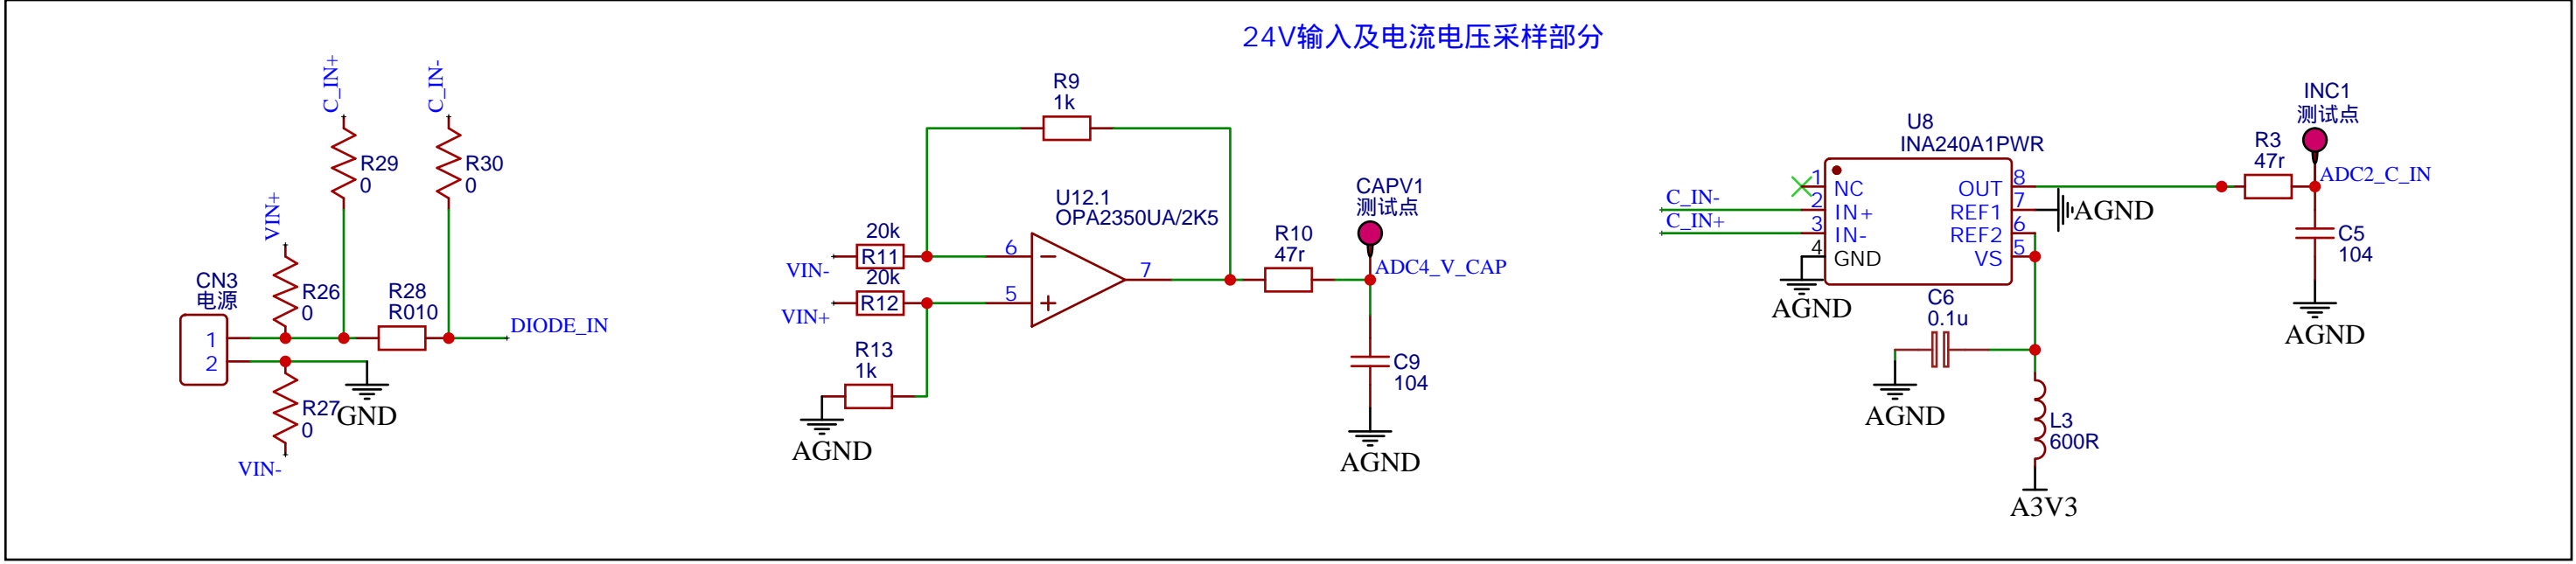 24V输入及电流电压采样部分
C_IN+
C_IN-
R29
0
R30
0
VIN+
CN3
电源
1
2
R26
0
R28
R010
DIODE_IN
R27
0
GND
VIN-
R9
1k
U12.1
OPA2350UA/2K5
20k
R11
VIN-
20k
R12
VIN+
6
5
7
R13
1k
AGND
R10
47r
CAPV1
测试点
ADC4_V_CAP
C9
104
AGND
U8
INA240A1PWR
C_IN-
C_IN+
1
2
3
4
NC
IN+
IN-
GND
OUT
REF1
REF2
VS
8
7
6
5
AGND
AGND
C6
0.1u
AGND
L3
600R
A3V3
R3
47r
INC1
测试点
ADC2_C_IN
C5
104
AGND